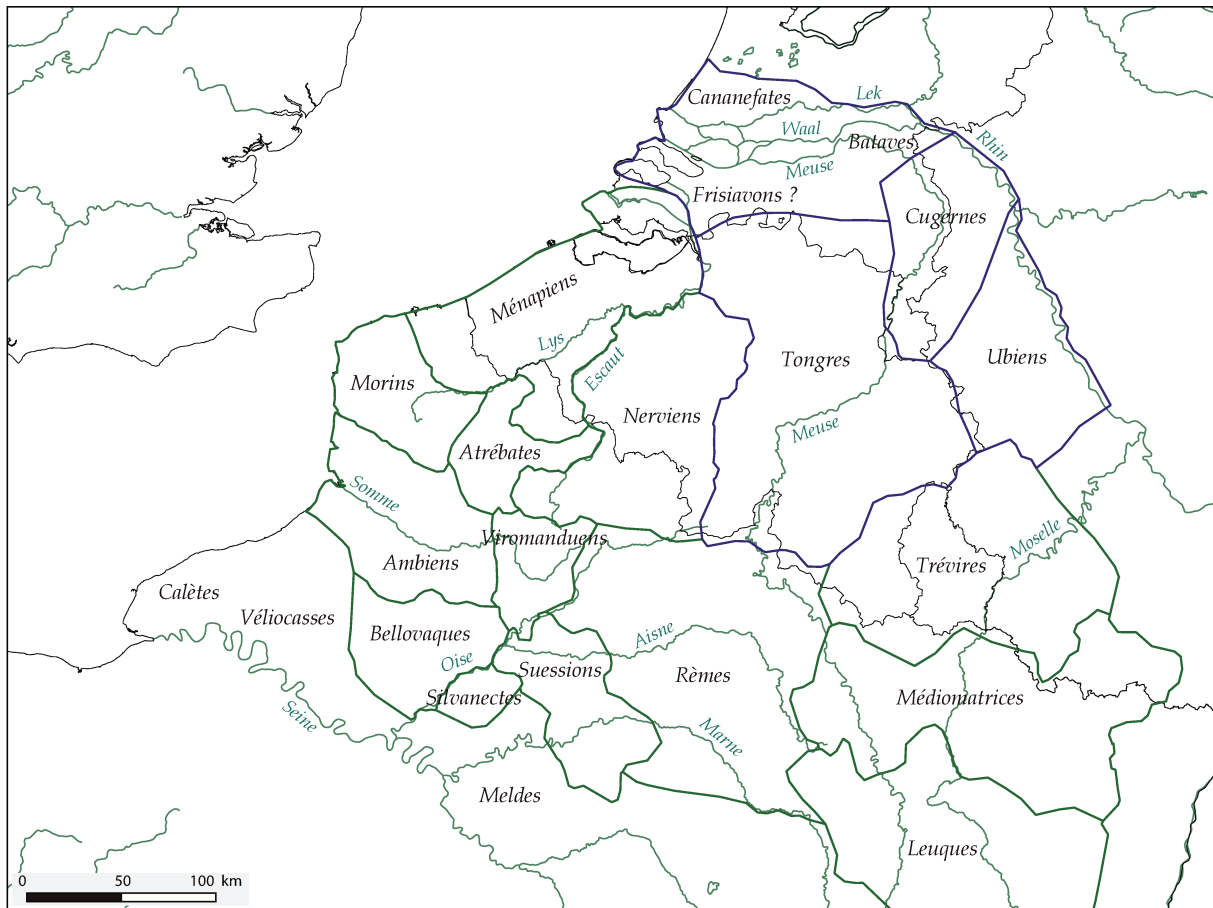 Cananefates
Lek
Waal
Bataves
Rhin
Meuse
Frisiavons ?
Cugernes
Ménapiens
Lys
Escaut
Tongres
Ubiens
Morins
Nerviens
Meuse
Atrébates
Somme
Viromanduens
Moselle
Ambiens
Trévires
Calètes
Véliocasses
Bellovaques
Aisne
Oise
Suessions
Rèmes
Silvanectes
Médiomatrices
Seine
Marne
Meldes
Leuques
0 50 100 km